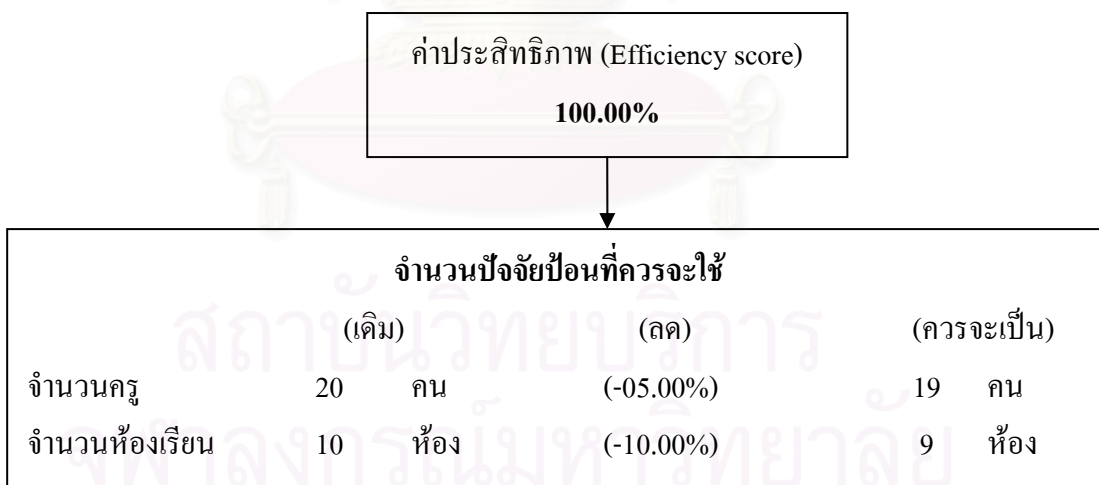 ค่าประสิทธิภาพ (Efficiency score)
100.00%
จำนวนปัจจัยป้อนที่ควรจะใช้
(เดิม) (ลด) (ควรจะเป็น)
จำนวนครู 20 คน (-05.00%) 19 คน
จำนวนห้องเรียน 10 ห้อง (-10.00%) 9 ห้อง
สถาบันวิทยบริการ
จุฬาลงกรณ์มหาวิทยาลัย